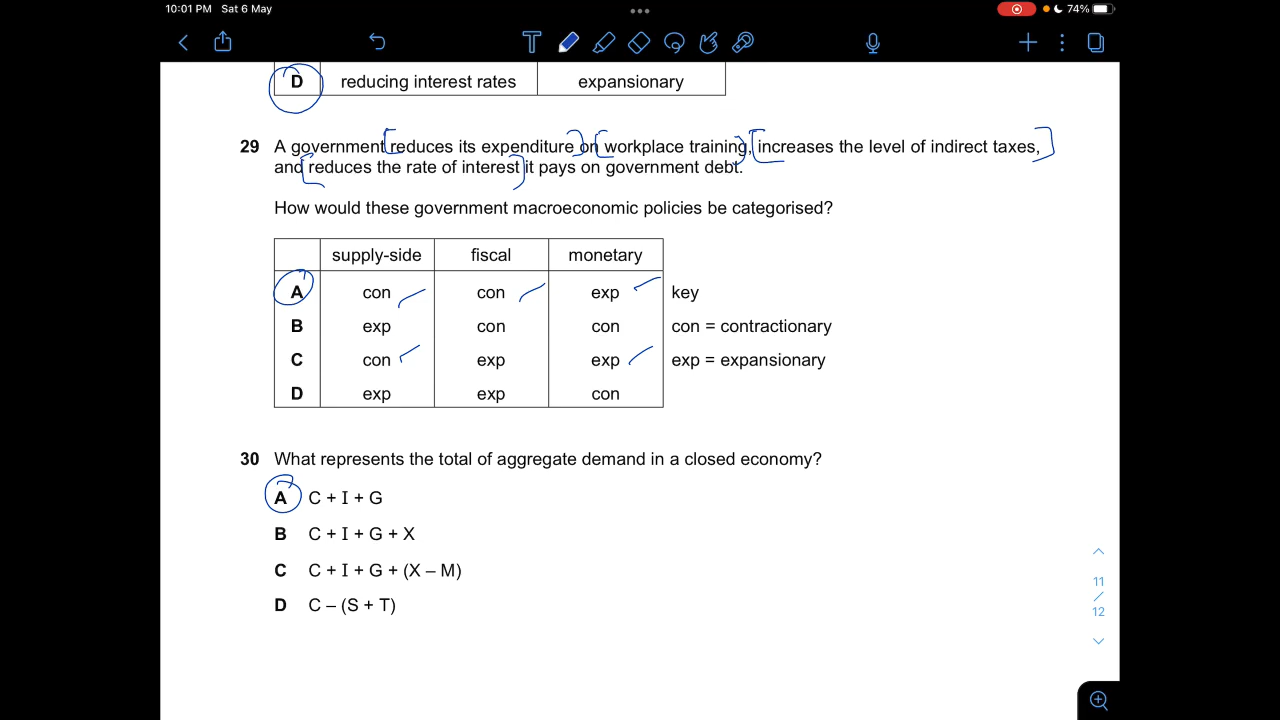 10:01 PM Sat 6 May
74%
D reducing interest rates expansionary
29 A government reduces its expenditure on workplace training, increases the level of indirect taxes,
and reduces the rate of interest it pays on government debt.
How would these government macroeconomic policies be categorised?
supply-side fiscal monetary
A con con exp key
B exp con con con = contractionary
C con exp exp exp = expansionary
D exp exp con
30 What represents the total of aggregate demand in a closed economy?
A C + I + G
B C + I + G + X
C C + I + G + (X – M)
D C – (S + T)
11
/
12